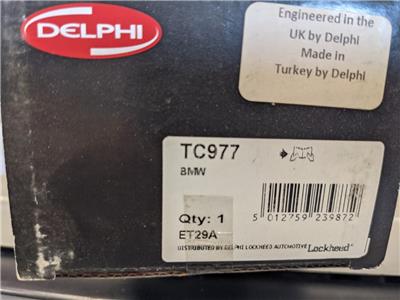 DELPHI
Engineered in the
UK by Delphi
Made in
Turkey by Delphi
TC977
BMW
Qty: 1
5 012759 239872
ET29A
DISTRIBUTED BY DELPHI LOCKHEED AUTOMOTIVE Lockheed